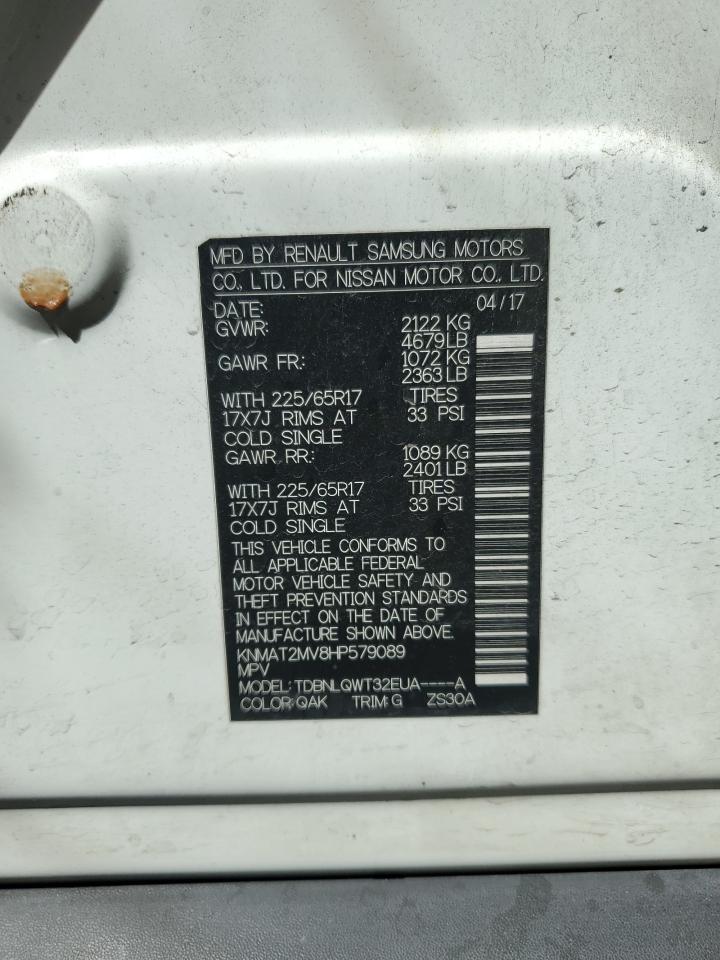 MFD BY RENAULT SAMSUNG MOTORS
CO., LTD. FOR NISSAN MOTOR CO., LTD.
DATE: 04/17
GVWR: 2122 KG
4679LB
GAWR FR.: 1072 KG
2363 LB
WITH 225/65R17 TIRES
17X7J RIMS AT 33 PSI
COLD SINGLE
GAWR RR.: 1089 KG
2401 LB
WITH 225/65R17 TIRES
17X7J RIMS AT 33 PSI
COLD SINGLE
THIS VEHICLE CONFORMS TO
ALL APPLICABLE FEDERAL
MOTOR VEHICLE SAFETY AND
THEFT PREVENTION STANDARDS
IN EFFECT ON THE DATE OF
MANUFACTURE SHOWN ABOVE.
KNMAT2MV8HP579089
MPV
MODEL: TDBNLQWT32EUA----A
COLOR: QAK TRIM: G ZS30A